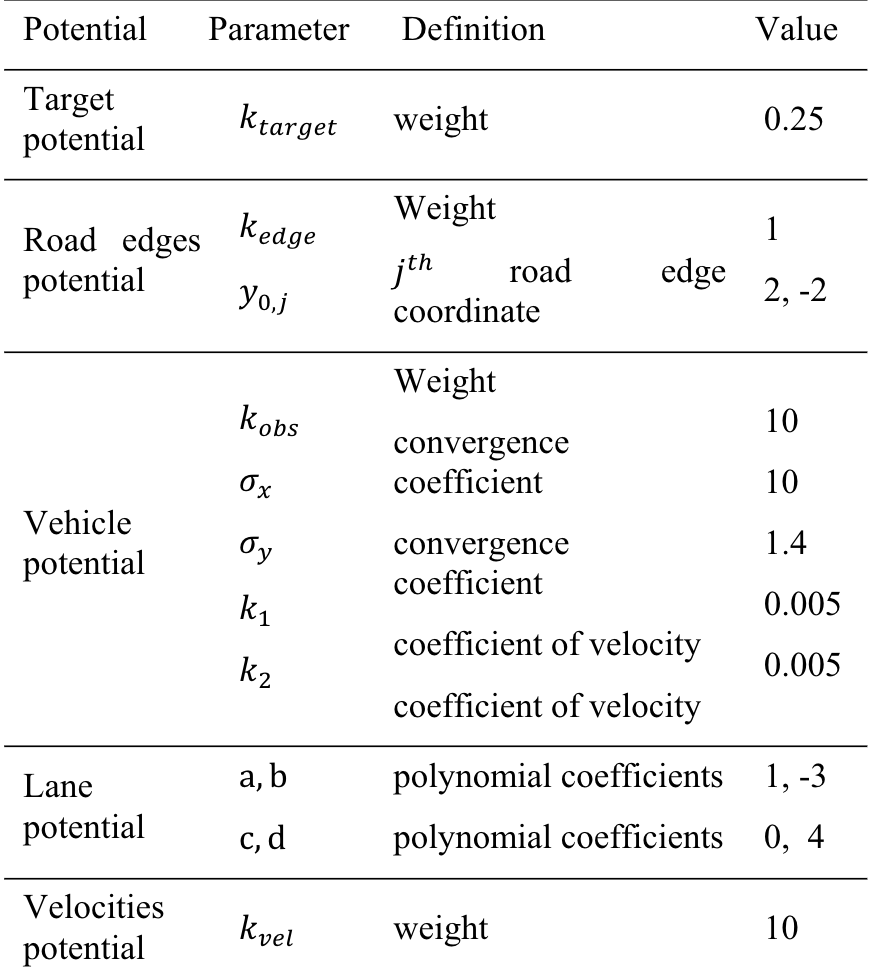 Potential Parameter Definition Value
Target potential k_target weight 0.25
Road edges potential k_edge Weight 1
y_0,j j^th road edge coordinate 2, -2
Vehicle potential k_obs Weight 10
σ_x convergence coefficient 10
σ_y convergence coefficient 1.4
k_1 coefficient of velocity 0.005
k_2 coefficient of velocity 0.005
Lane potential a, b polynomial coefficients 1, -3
c, d polynomial coefficients 0, 4
Velocities potential k_vel weight 10